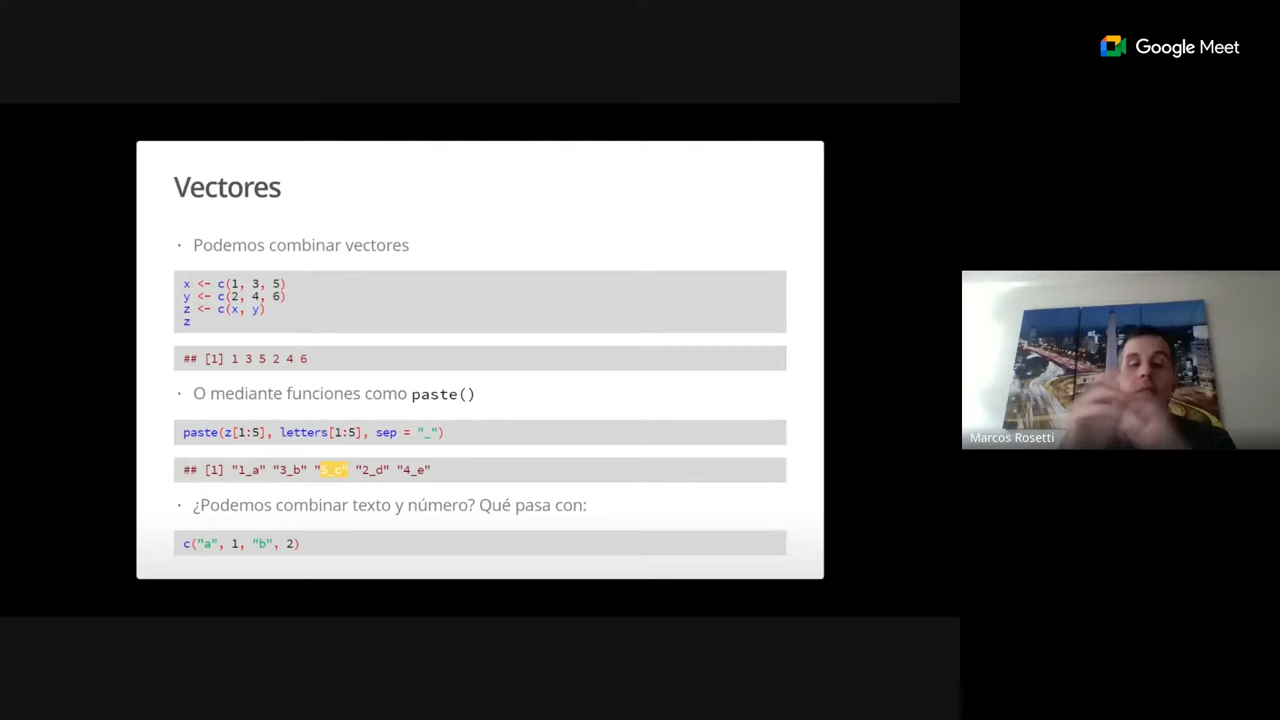 Google Meet
Vectores
· Podemos combinar vectores
x <- c(1, 3, 5)
y <- c(2, 4, 6)
z <- c(x, y)
z
## [1] 1 3 5 2 4 6
· O mediante funciones como paste()
paste(z[1:5], letters[1:5], sep = "_")
## [1] "1_a" "3_b" "5_c" "2_d" "4_e"
· ¿Podemos combinar texto y número? Qué pasa con:
c("a", 1, "b", 2)
Marcos Rosetti